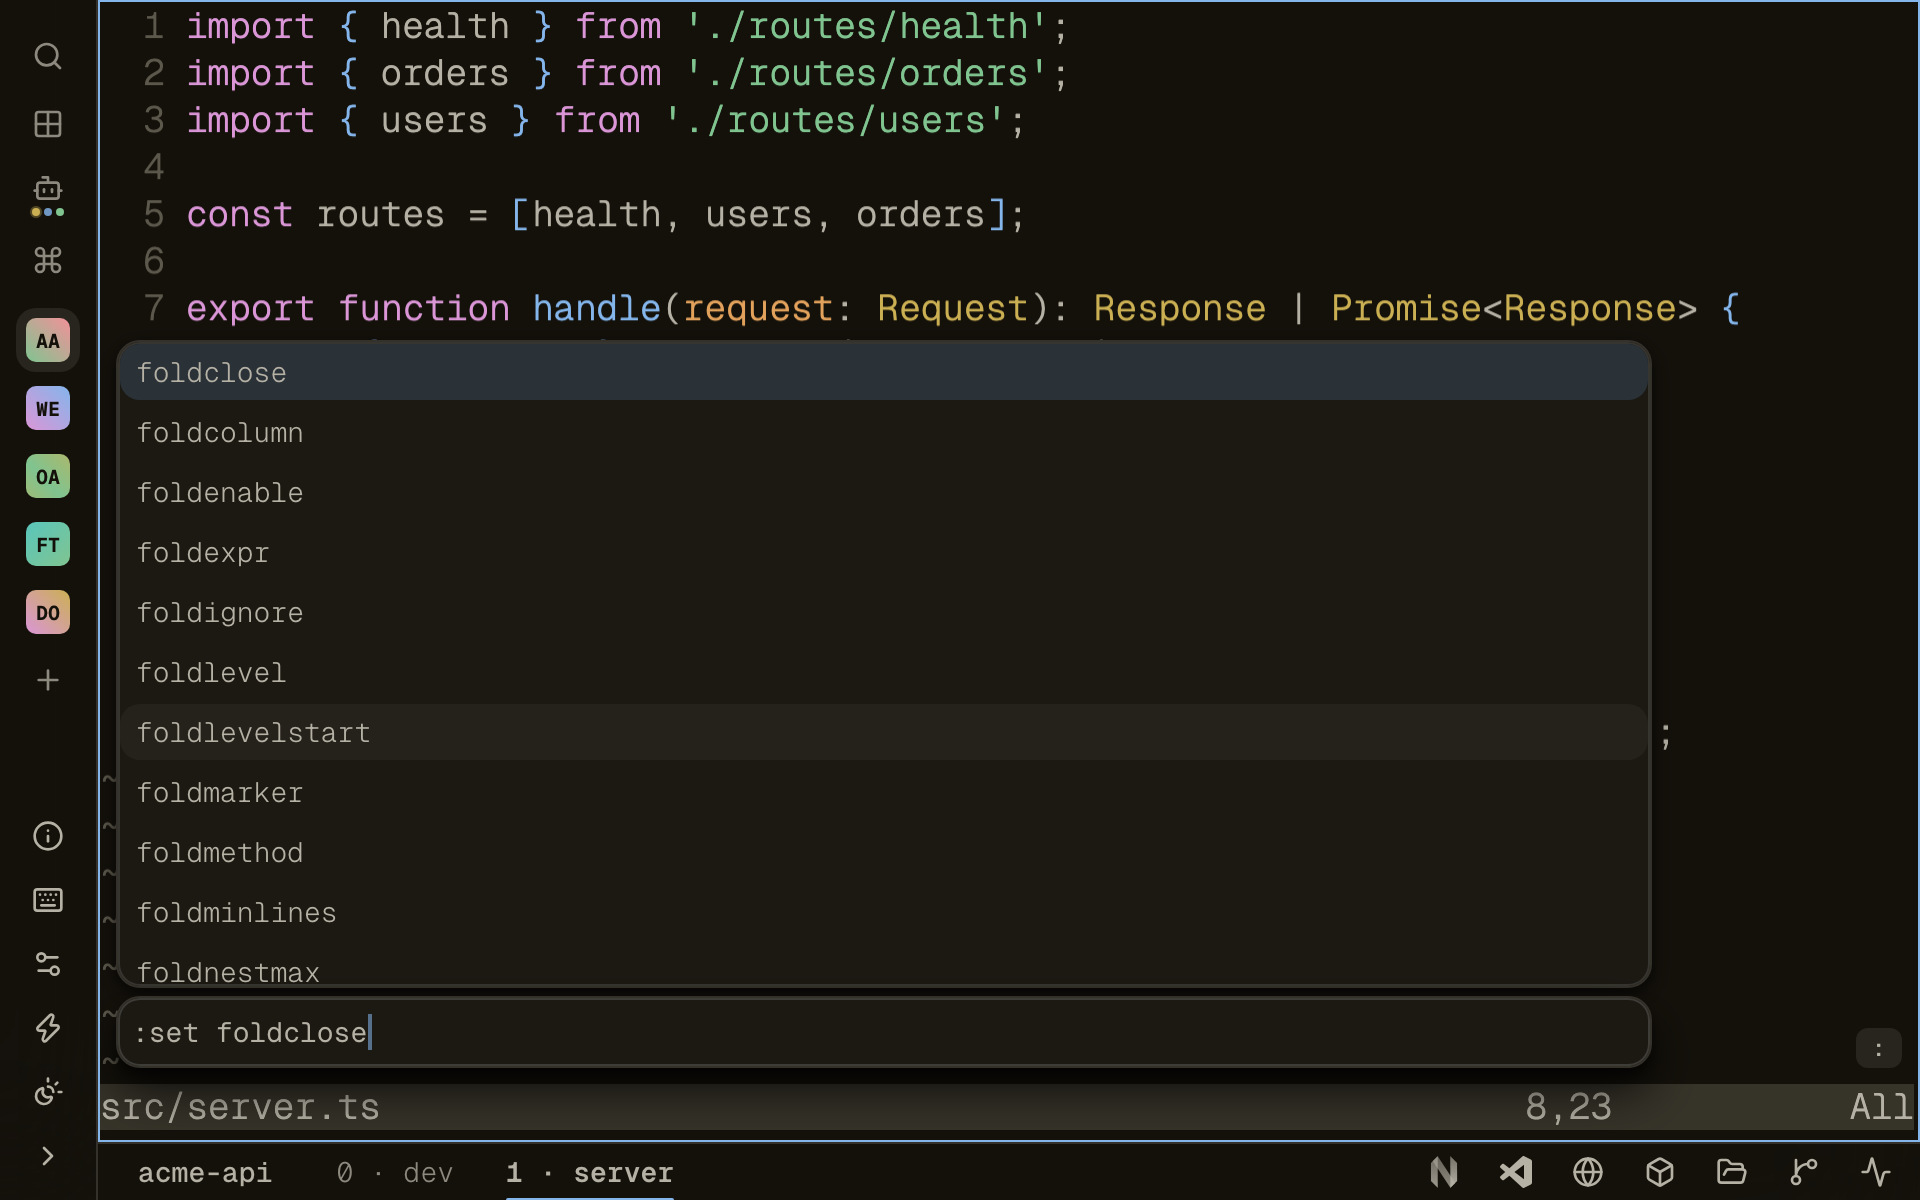 1 import { health } from './routes/health';
2 import { orders } from './routes/orders';
3 import { users } from './routes/users';
4
5 const routes = [health, users, orders];
6
7 export function handle(request: Request): Response | Promise<Response> {
AA
WE
OA
FT
DO
foldclose
foldcolumn
foldenable
foldexpr
foldignore
foldlevel
foldlevelstart
;
foldmarker
foldmethod
foldminlines
foldnestmax
~
~
~
~
~
~
~
:set foldclose
:
src/server.ts 8,23 All
acme-api 0 · dev 1 · server